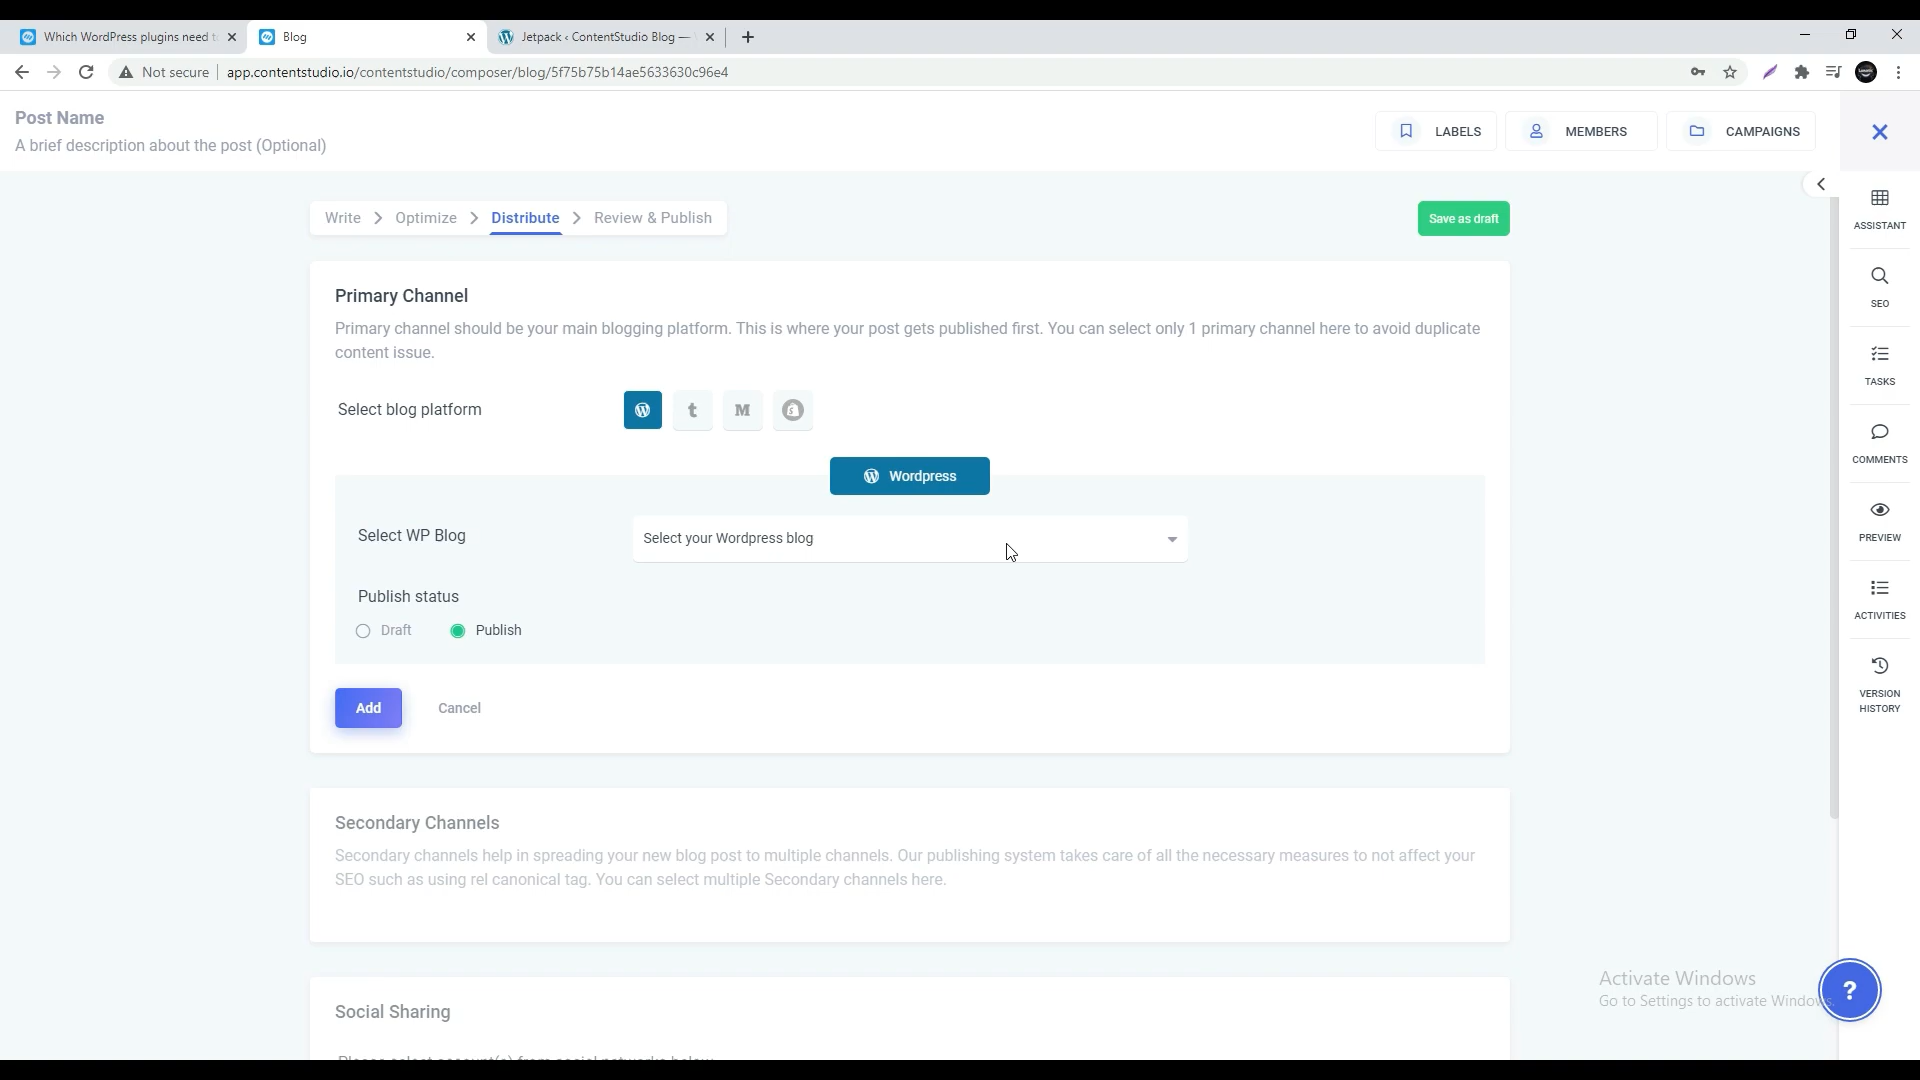 Which WordPress plugins need t
Blog
Jetpack ‹ ContentStudio Blog —
Not secure
app.contentstudio.io/contentstudio/composer/blog/5f75b75b14ae5633630c96e4
Post Name
A brief description about the post (Optional)
LABELS
MEMBERS
CAMPAIGNS
Write
Optimize
Distribute
Review & Publish
Save as draft
ASSISTANT
SEO
TASKS
COMMENTS
PREVIEW
ACTIVITIES
VERSION
HISTORY
Primary Channel
Primary channel should be your main blogging platform. This is where your post gets published first. You can select only 1 primary channel here to avoid duplicate
content issue.
Select blog platform
t
M
Wordpress
Select WP Blog
Select your Wordpress blog
Publish status
Draft
Publish
Add
Cancel
Secondary Channels
Secondary channels help in spreading your new blog post to multiple channels. Our publishing system takes care of all the necessary measures to not affect your
SEO such as using rel canonical tag. You can select multiple Secondary channels here.
Social Sharing
Activate Windows
Go to Settings to activate Windows.
?